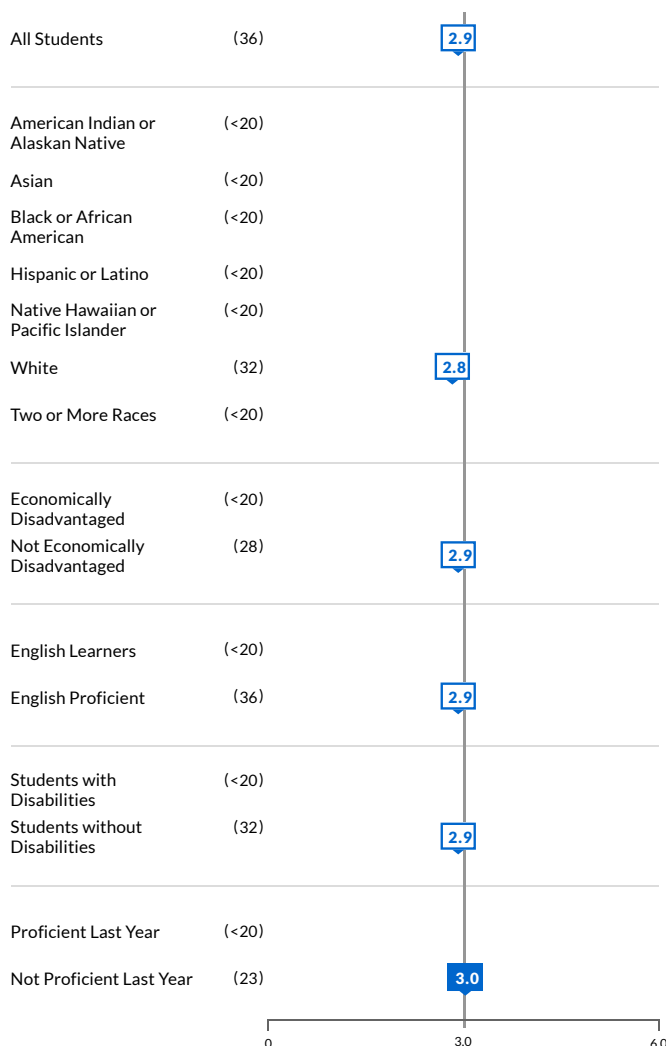 All Students (36) 2.9
American Indian or (<20)
Alaskan Native
Asian (<20)
Black or African (<20)
American
Hispanic or Latino (<20)
Native Hawaiian or (<20)
Pacific Islander
White (32) 2.8
Two or More Races (<20)
Economically (<20)
Disadvantaged
Not Economically (28) 2.9
Disadvantaged
English Learners (<20)
English Proficient (36) 2.9
Students with (<20)
Disabilities
Students without (32) 2.9
Disabilities
Proficient Last Year (<20)
Not Proficient Last Year (23) 3.0
0 3.0 6.0